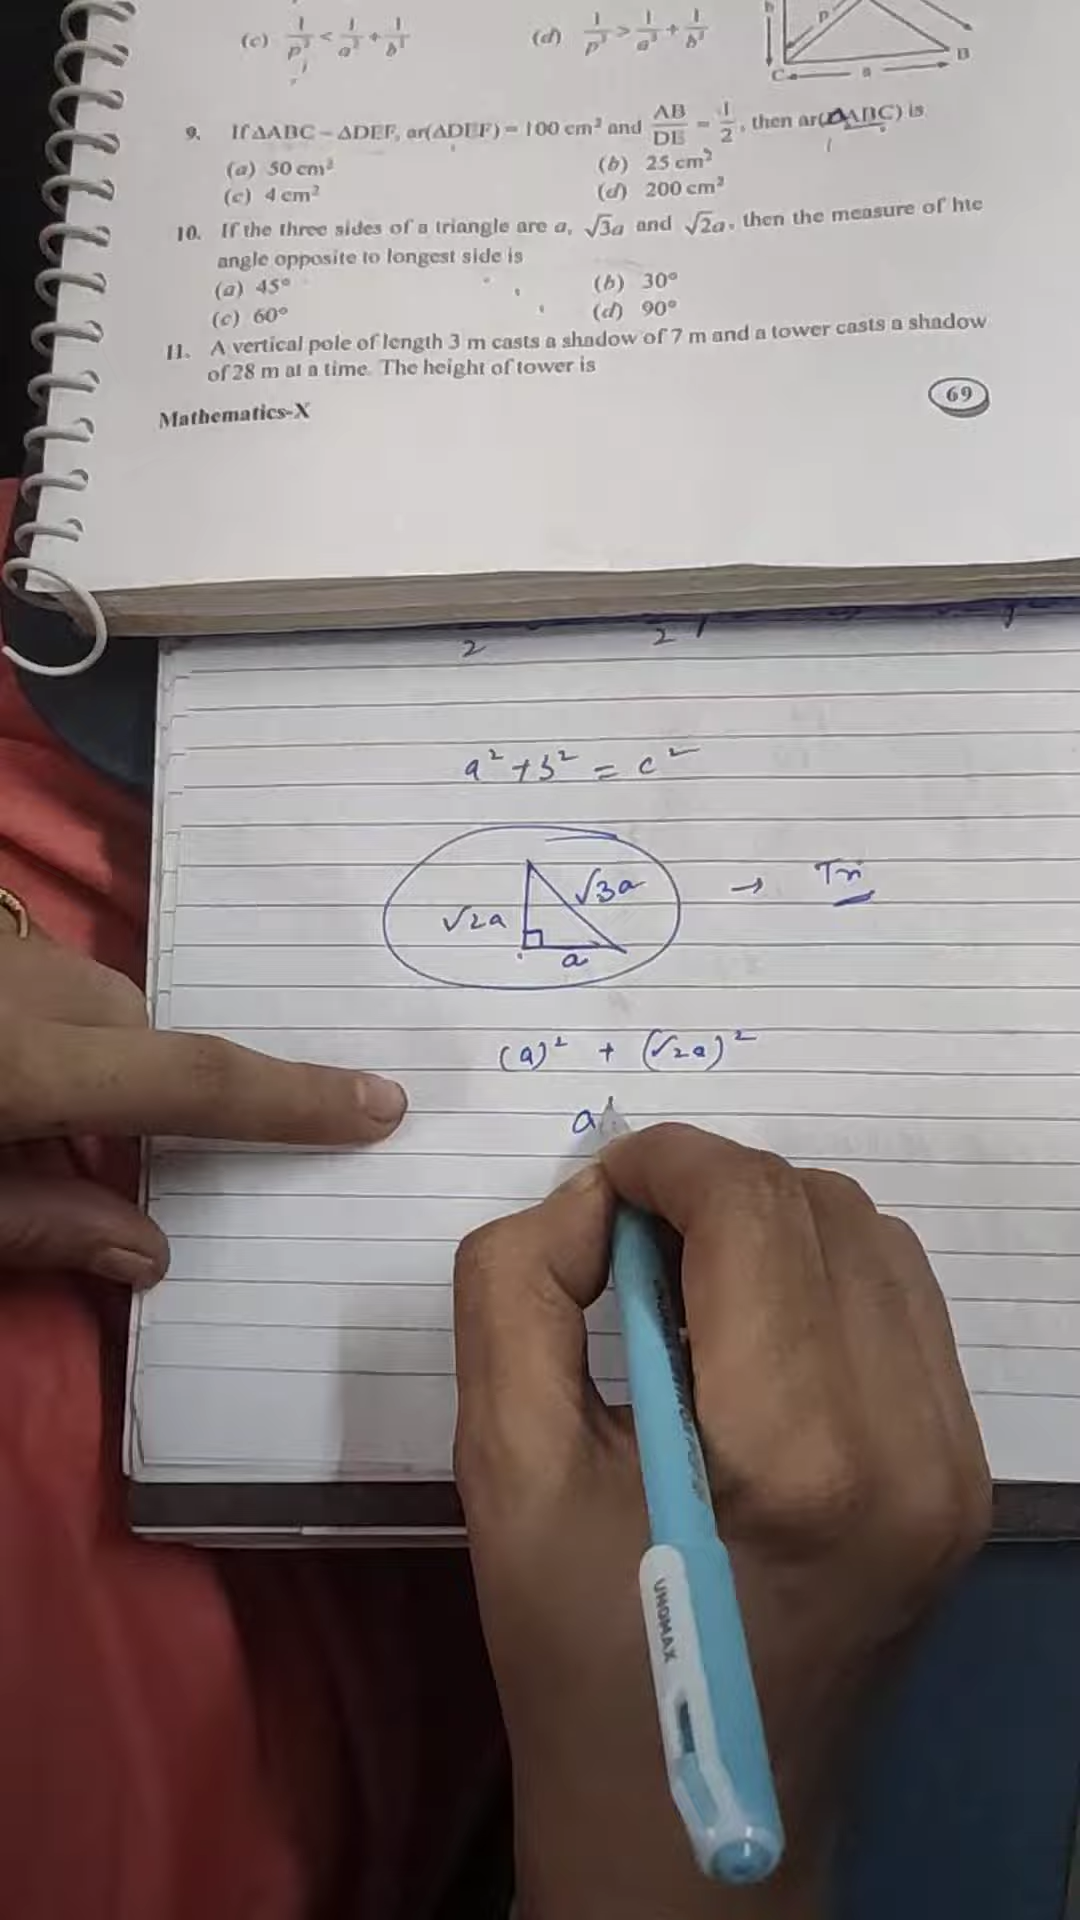 (c) 1/p² < 1/a² + 1/b²
(d) 1/p² > 1/a² + 1/b²
b
p
C
a
B
9. If ΔABC ~ ΔDEF, ar(ΔDEF) = 100 cm² and AB/DE = 1/2, then ar(ΔABC) is
(a) 50 cm²
(b) 25 cm²
(c) 4 cm²
(d) 200 cm²
10. If the three sides of a triangle are a, √3a and √2a, then the measure of hte
angle opposite to longest side is
(a) 45°
(b) 30°
(c) 60°
(d) 90°
11. A vertical pole of length 3 m casts a shadow of 7 m and a tower casts a shadow
of 28 m at a time. The height of tower is
Mathematics-X
69
2
2
a² + b² = c²
√2a
√3a
a
→ Tri
(a)² + (√2a)²
a
UNOMAX